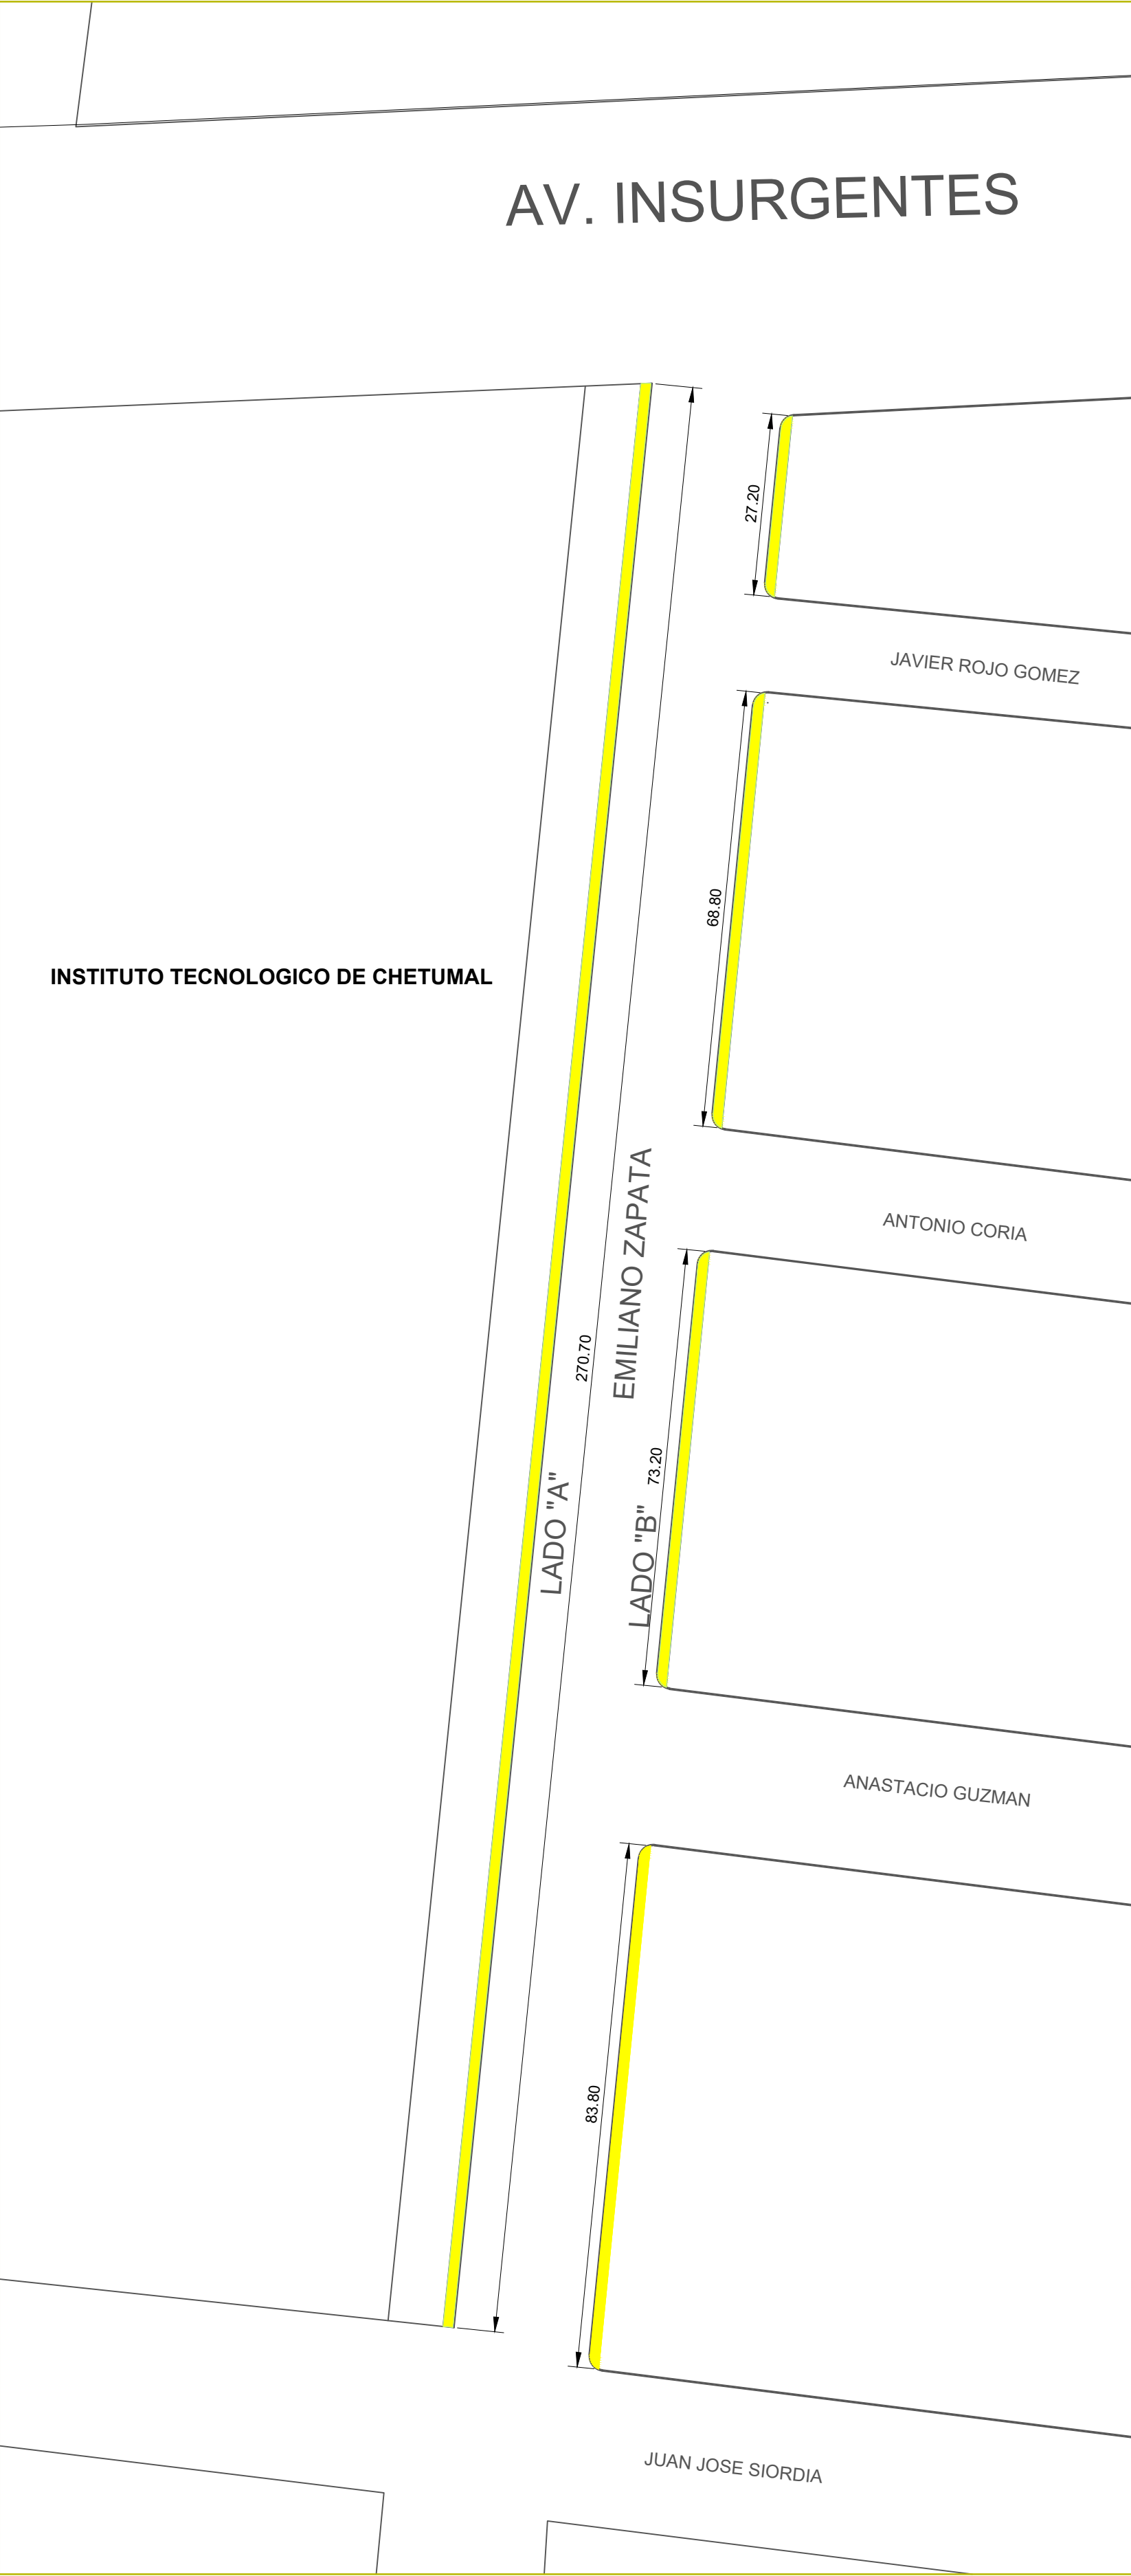 AV. INSURGENTES
27.20
JAVIER ROJO GOMEZ
68.80
INSTITUTO TECNOLOGICO DE CHETUMAL
ANTONIO CORIA
EMILIANO ZAPATA
270.70
73.20
LADO "A"
LADO "B"
ANASTACIO GUZMAN
83.80
JUAN JOSE SIORDIA